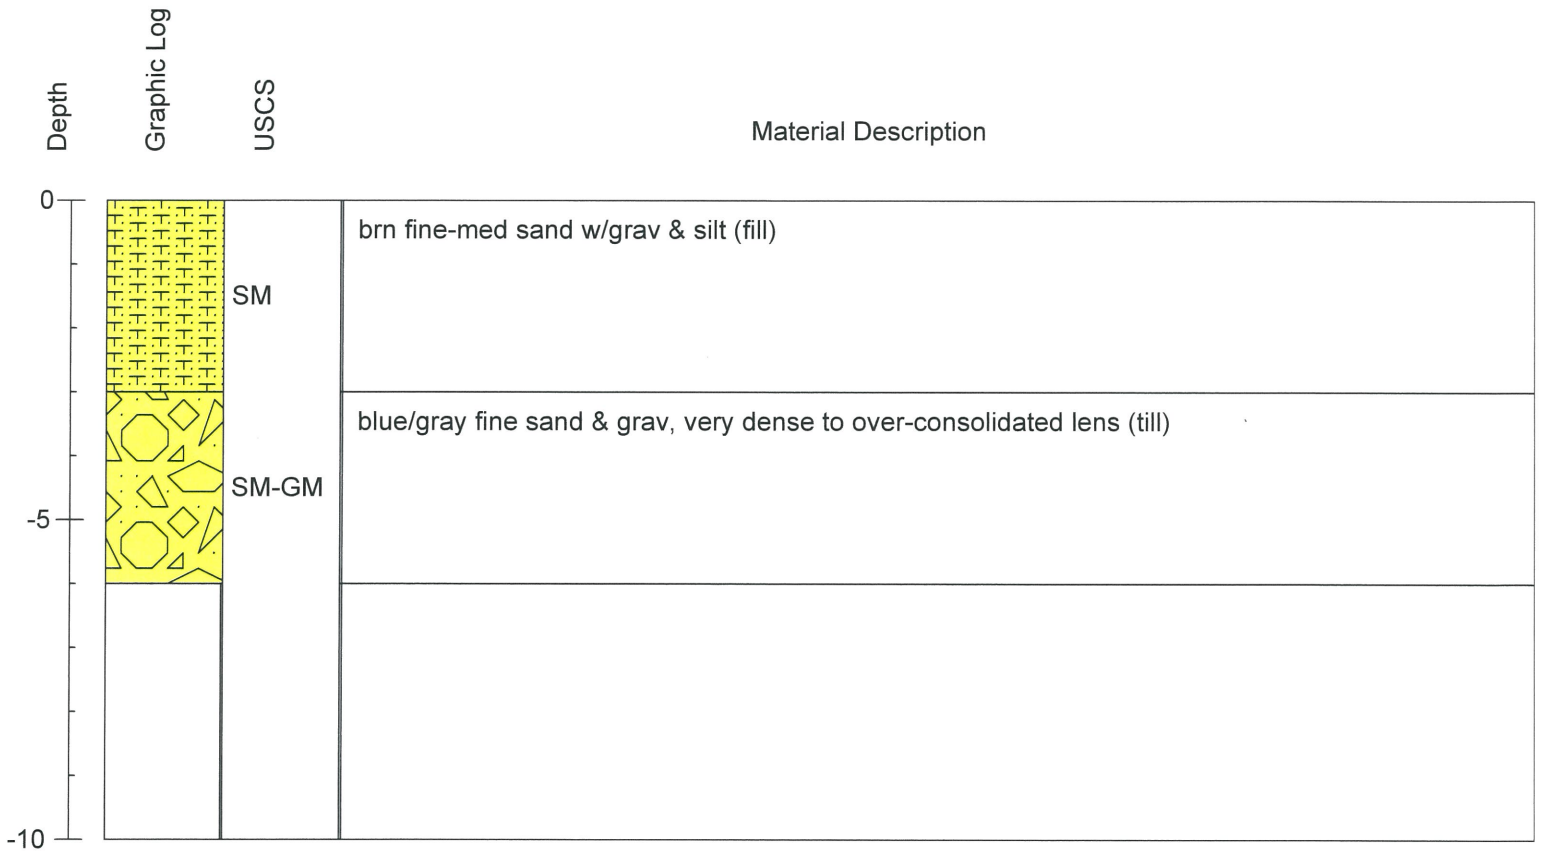 Depth
Graphic Log
USCS
Material Description
0
brn fine-med sand w/grav & silt (fill)
SM
blue/gray fine sand & grav, very dense to over-consolidated lens (till)
SM-GM
-5
-10